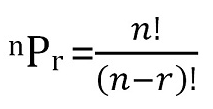 ⁿPᵣ = n! / (n−r)!